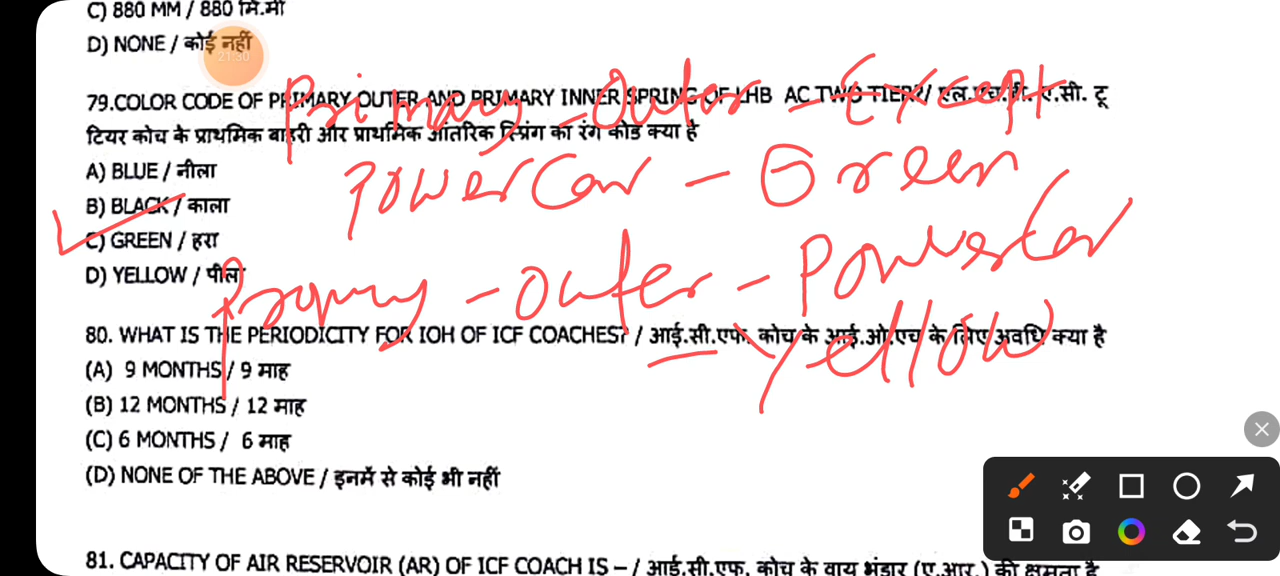 C) 880 MM / 880 मि.मी
D) NONE / कोई नहीं
21:30
79.COLOR CODE OF PRIMARY OUTER AND PRIMARY INNER SPRING OF LHB AC TWO TIER / एल.एच.बी. ए.सी. टू
टियर कोच के प्राथमिक बाहरी और प्राथमिक आंतरिक स्प्रिंग का रंग कोड क्या है
Primary - Outer - Except
A) BLUE / नीला
PowerCar - Green
B) BLACK / काला
C) GREEN / हरा
D) YELLOW / पीला
Primary - Outer - PowerCar
- Yellow
80. WHAT IS THE PERIODICITY FOR IOH OF ICF COACHES? / आई.सी.एफ. कोच के आई.ओ.एच के लिए अवधि क्या है
(A) 9 MONTHS / 9 माह
(B) 12 MONTHS / 12 माह
(C) 6 MONTHS / 6 माह
(D) NONE OF THE ABOVE / इनमें से कोई भी नहीं
81. CAPACITY OF AIR RESERVOIR (AR) OF ICF COACH IS – / आई.सी.एफ. कोच के वायु भंडार (ए.आर.) की क्षमता है